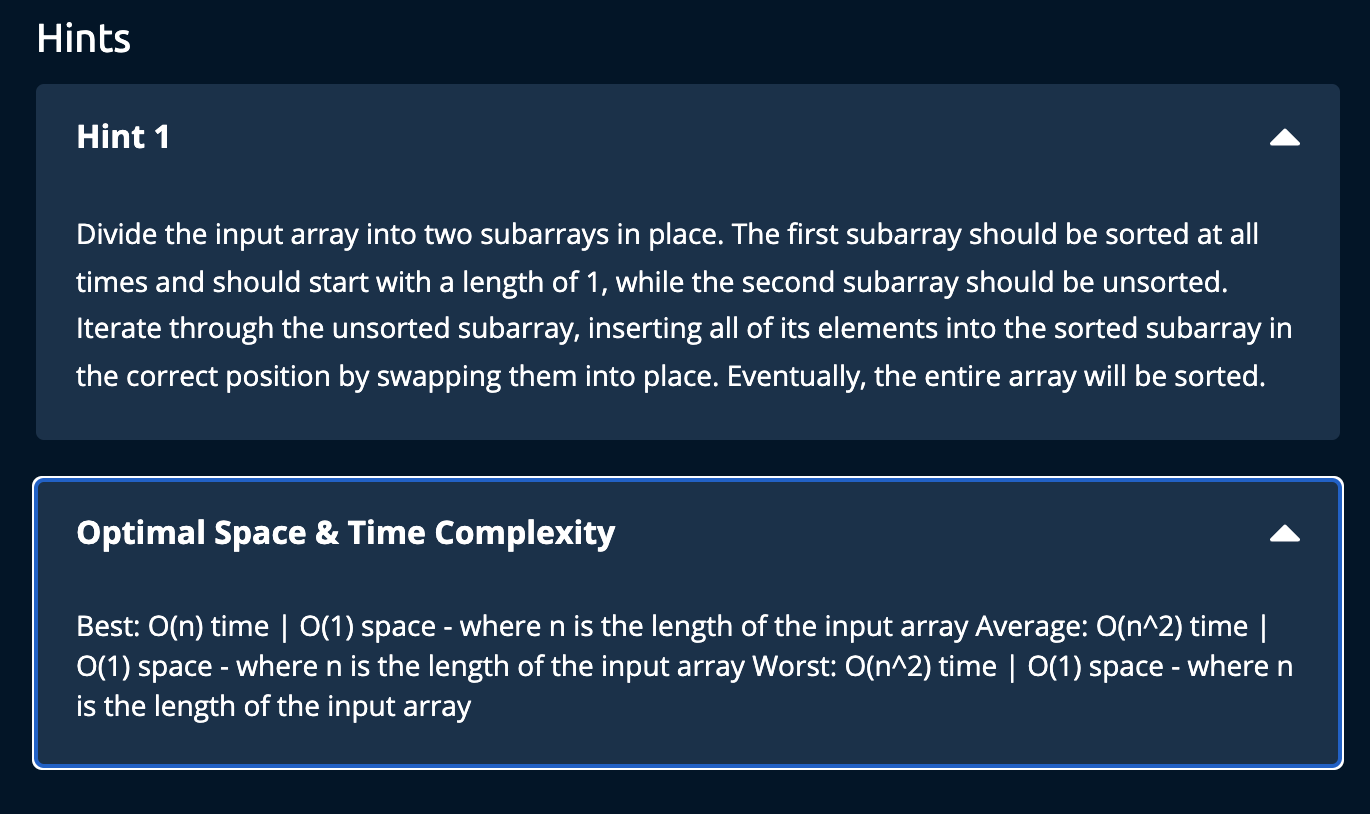 Hints
Hint 1
Divide the input array into two subarrays in place. The first subarray should be sorted at all
times and should start with a length of 1, while the second subarray should be unsorted.
Iterate through the unsorted subarray, inserting all of its elements into the sorted subarray in
the correct position by swapping them into place. Eventually, the entire array will be sorted.
Optimal Space & Time Complexity
Best: O(n) time | O(1) space - where n is the length of the input array Average: O(n^2) time |
O(1) space - where n is the length of the input array Worst: O(n^2) time | O(1) space - where n
is the length of the input array